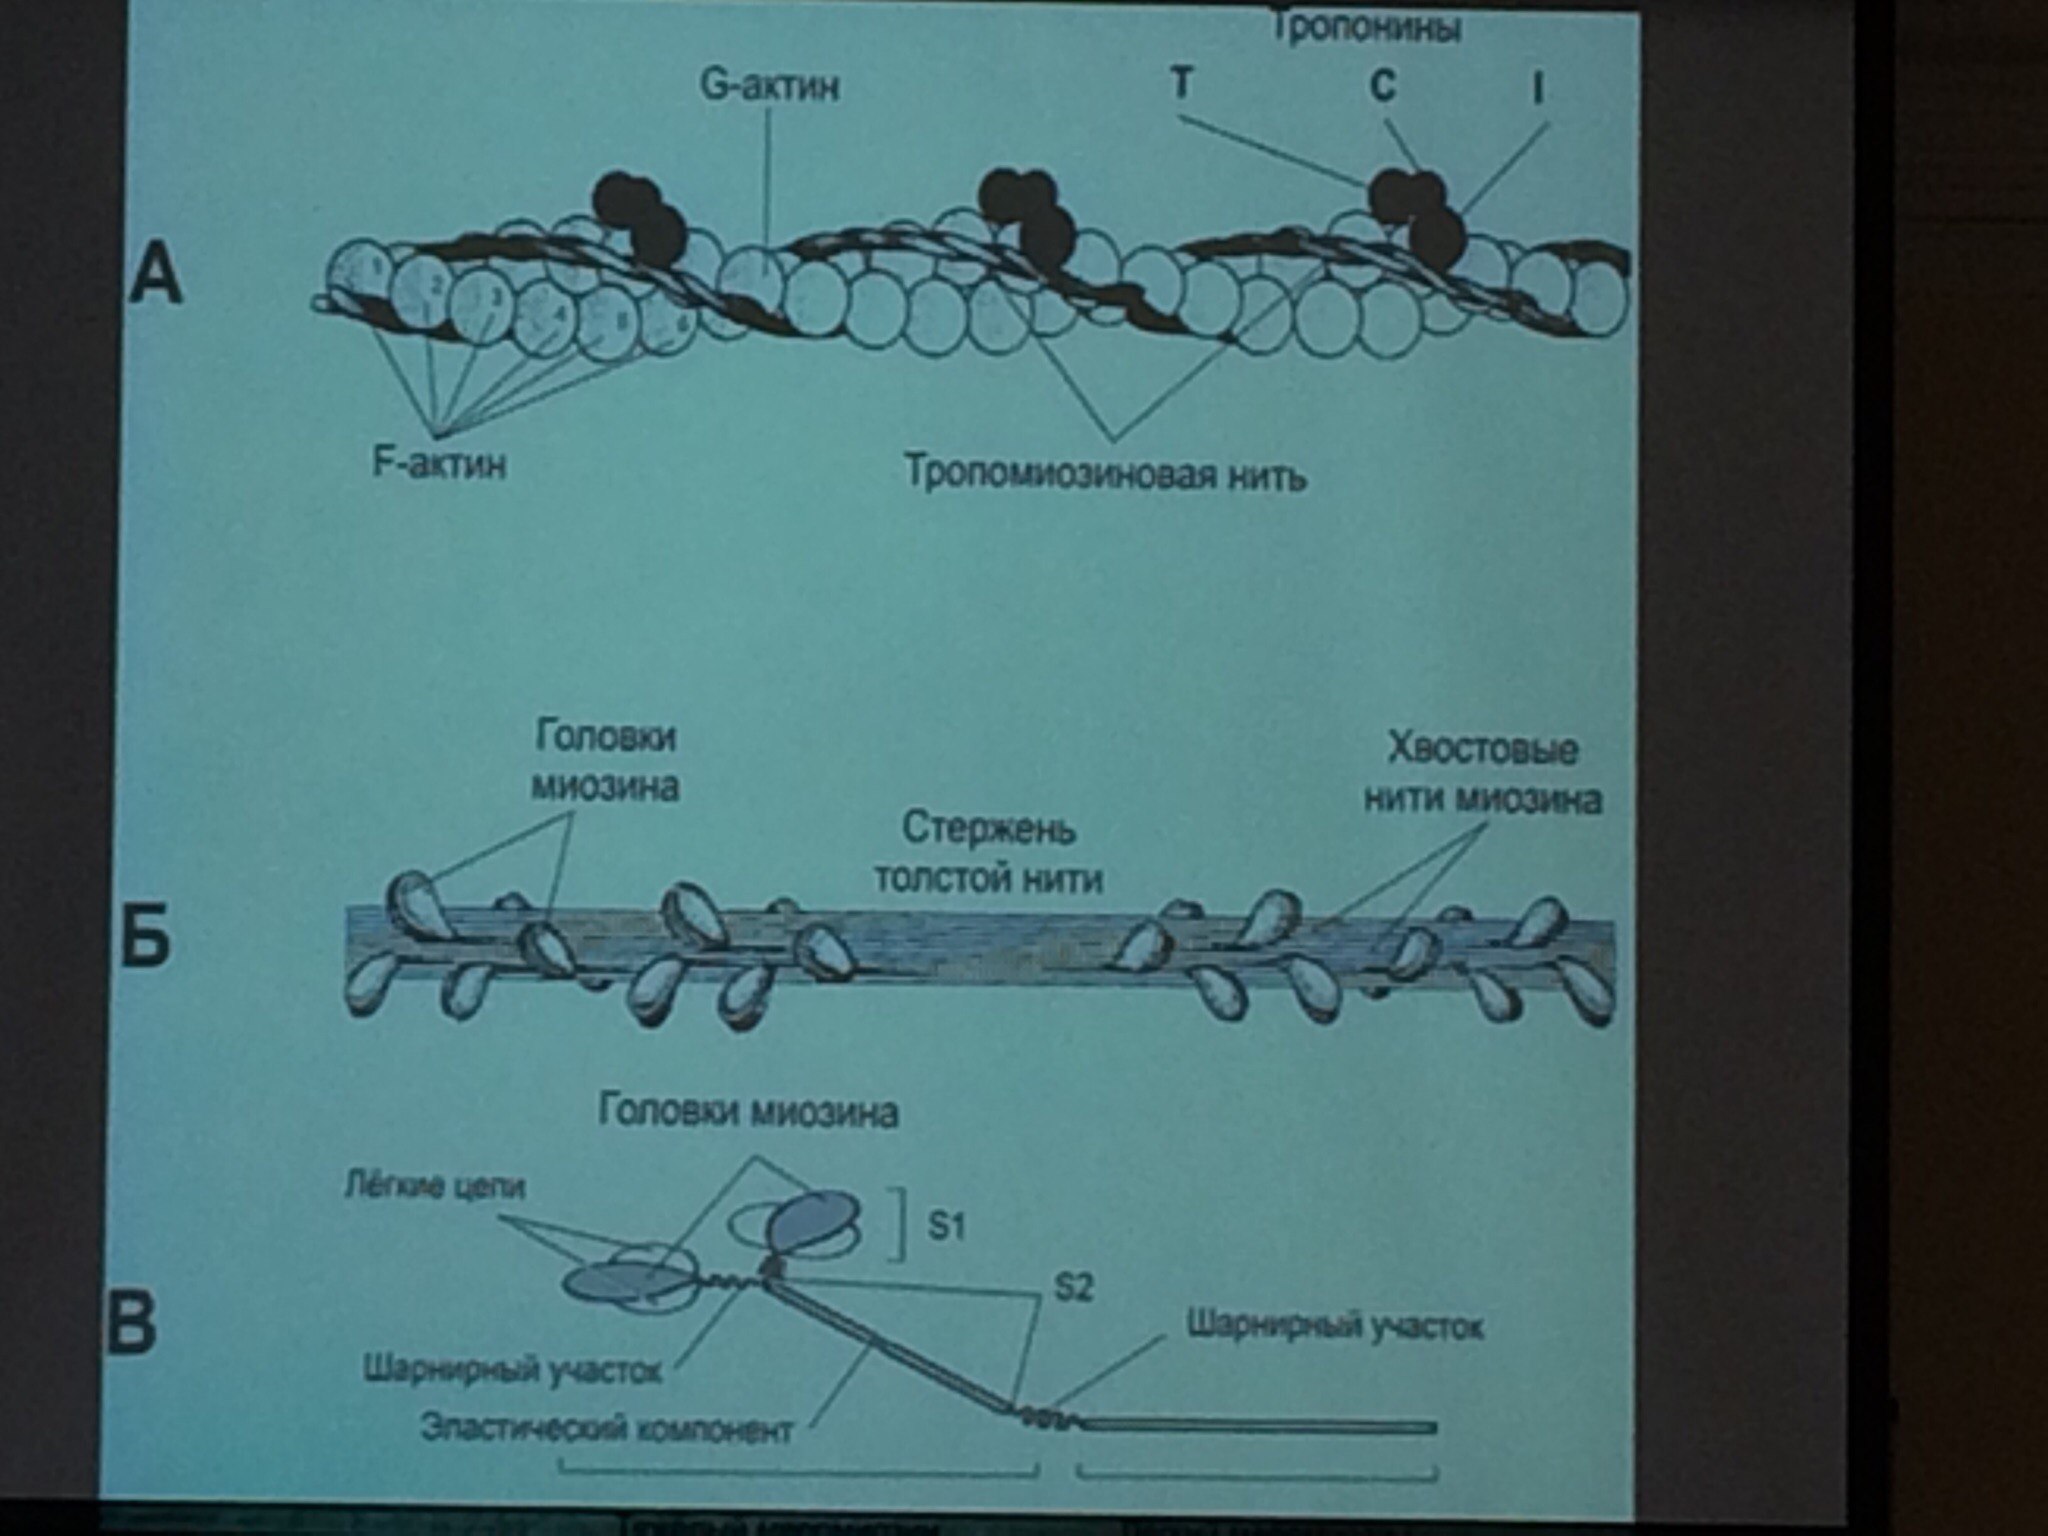 Тропонины
G-актин
T
C
I
А
1
2
3
4
5
6
F-актин
Тропомиозиновая нить
Головки
миозина
Хвостовые
нити миозина
Стержень
толстой нити
Б
Головки миозина
Лёгкие цепи
S1
S2
В
Шарнирный участок
Шарнирный участок
Эластический компонент